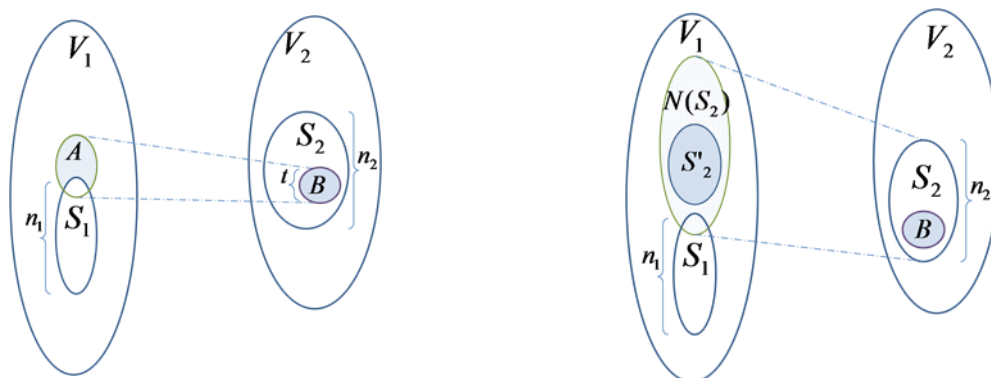 V₁
V₂
A
S₂
n₂
t
B
n₁
S₁
V₁
V₂
N(S₂)
S'₂
S₂
n₂
B
n₁
S₁